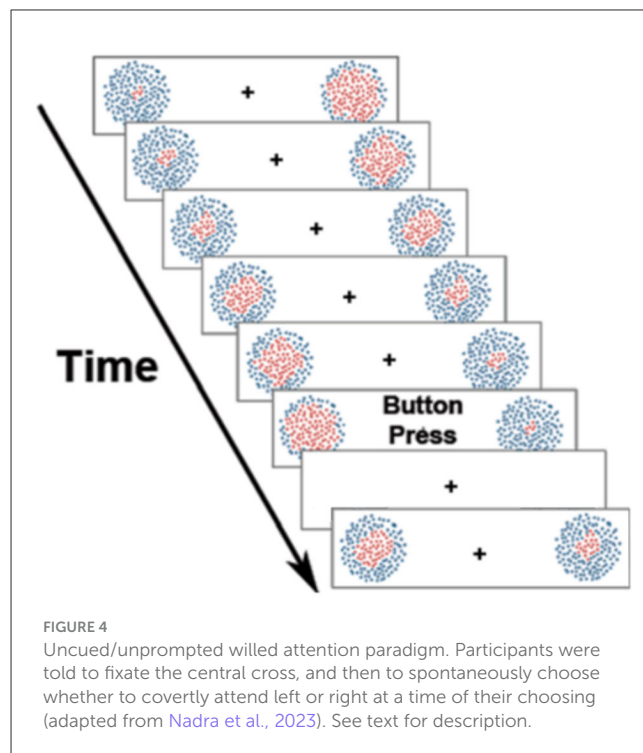 Time
Button
Press
FIGURE 4
Uncued/unprompted willed attention paradigm. Participants were
told to fixate the central cross, and then to spontaneously choose
whether to covertly attend left or right at a time of their choosing
(adapted from Nadra et al., 2023). See text for description.